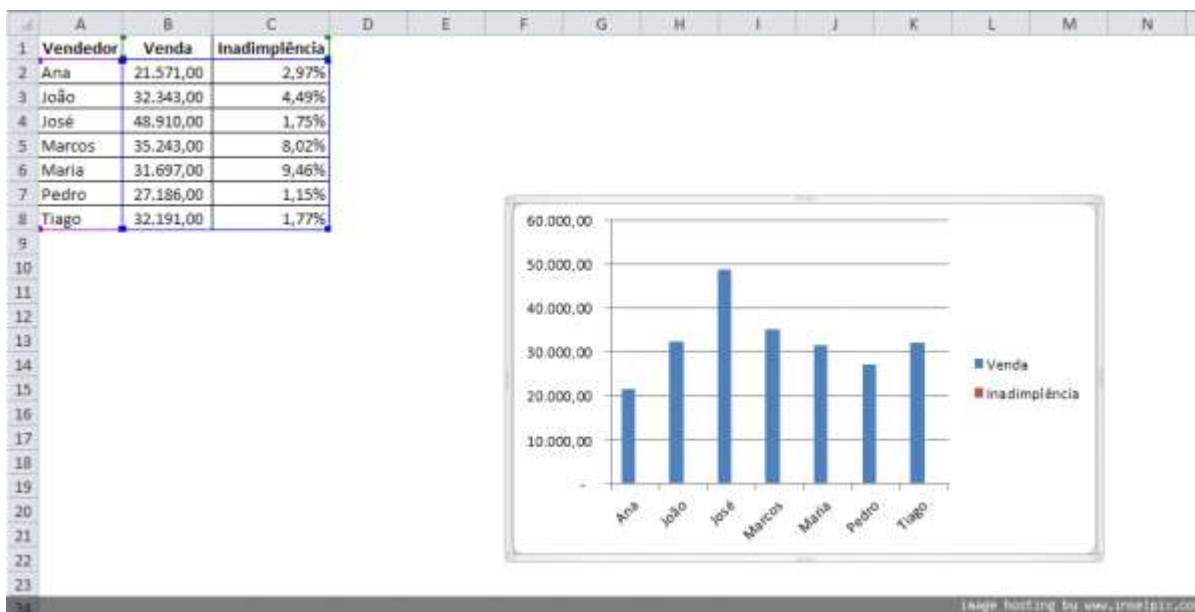 A B C D E F G H I J K L M N
1 Vendedor Venda Inadimplência
2 Ana 21.571,00 2,97%
3 João 32.343,00 4,49%
4 José 48.910,00 1,75%
5 Marcos 35.243,00 8,02%
6 Maria 31.697,00 9,46%
7 Pedro 27.186,00 1,15%
8 Tiago 32.191,00 1,77%
9
10
11
12
13
14
15
16
17
18
19
20
21
22
23
24
60.000,00
50.000,00
40.000,00
30.000,00
20.000,00
10.000,00
-
Ana João José Marcos Maria Pedro Tiago
Venda
Inadimplência
image hosting by